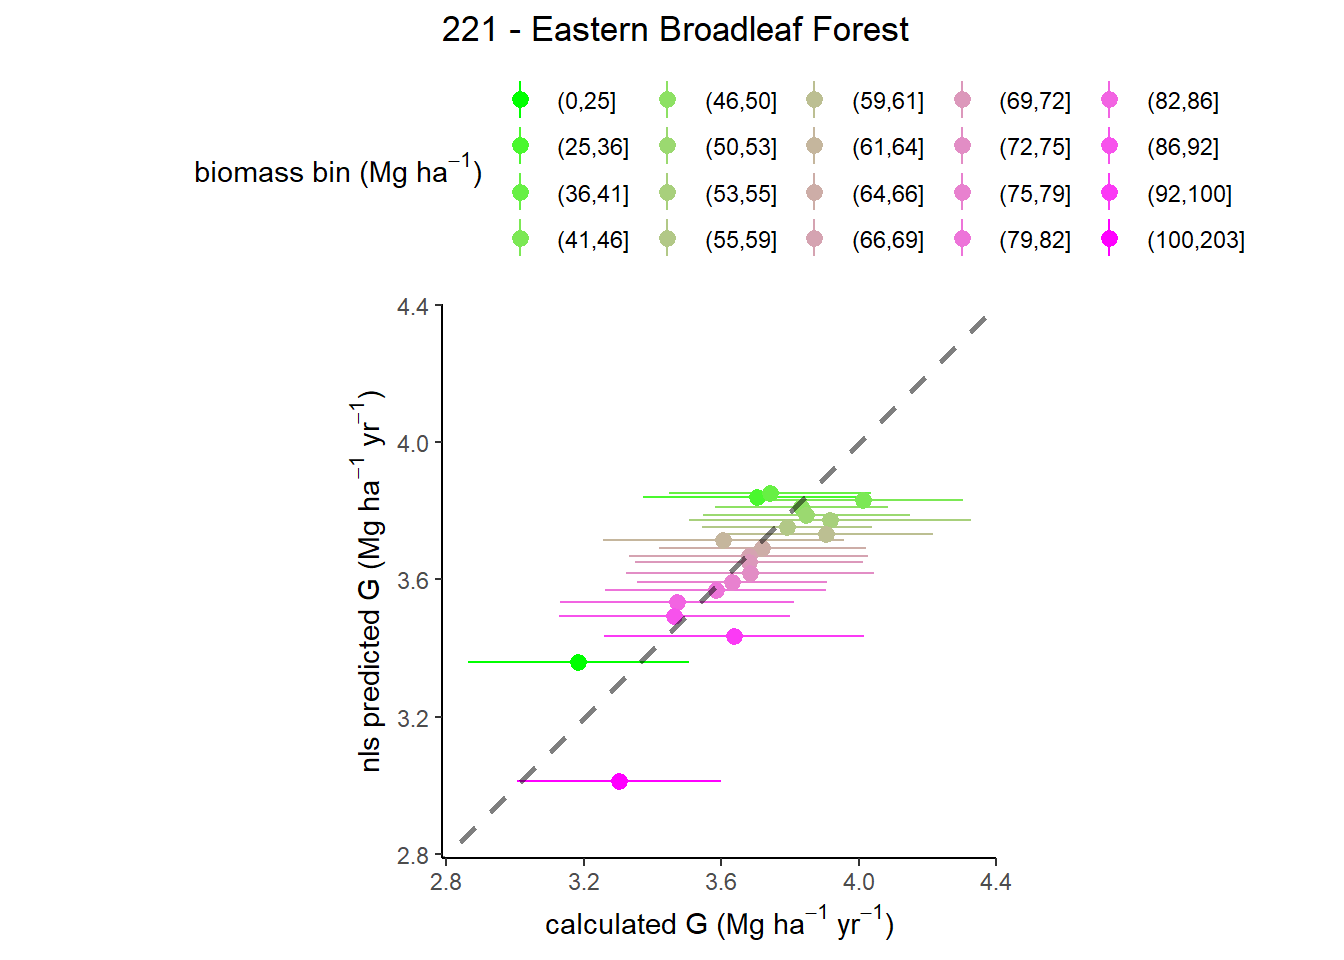 221 - Eastern Broadleaf Forest
biomass bin (Mg ha⁻¹)
(0,25] (46,50] (59,61] (69,72] (82,86]
(25,36] (50,53] (61,64] (72,75] (86,92]
(36,41] (53,55] (64,66] (75,79] (92,100]
(41,46] (55,59] (66,69] (79,82] (100,203]
nls predicted G (Mg ha⁻¹ yr⁻¹)
4.4
4.0
3.6
3.2
2.8
2.8 3.2 3.6 4.0 4.4
calculated G (Mg ha⁻¹ yr⁻¹)